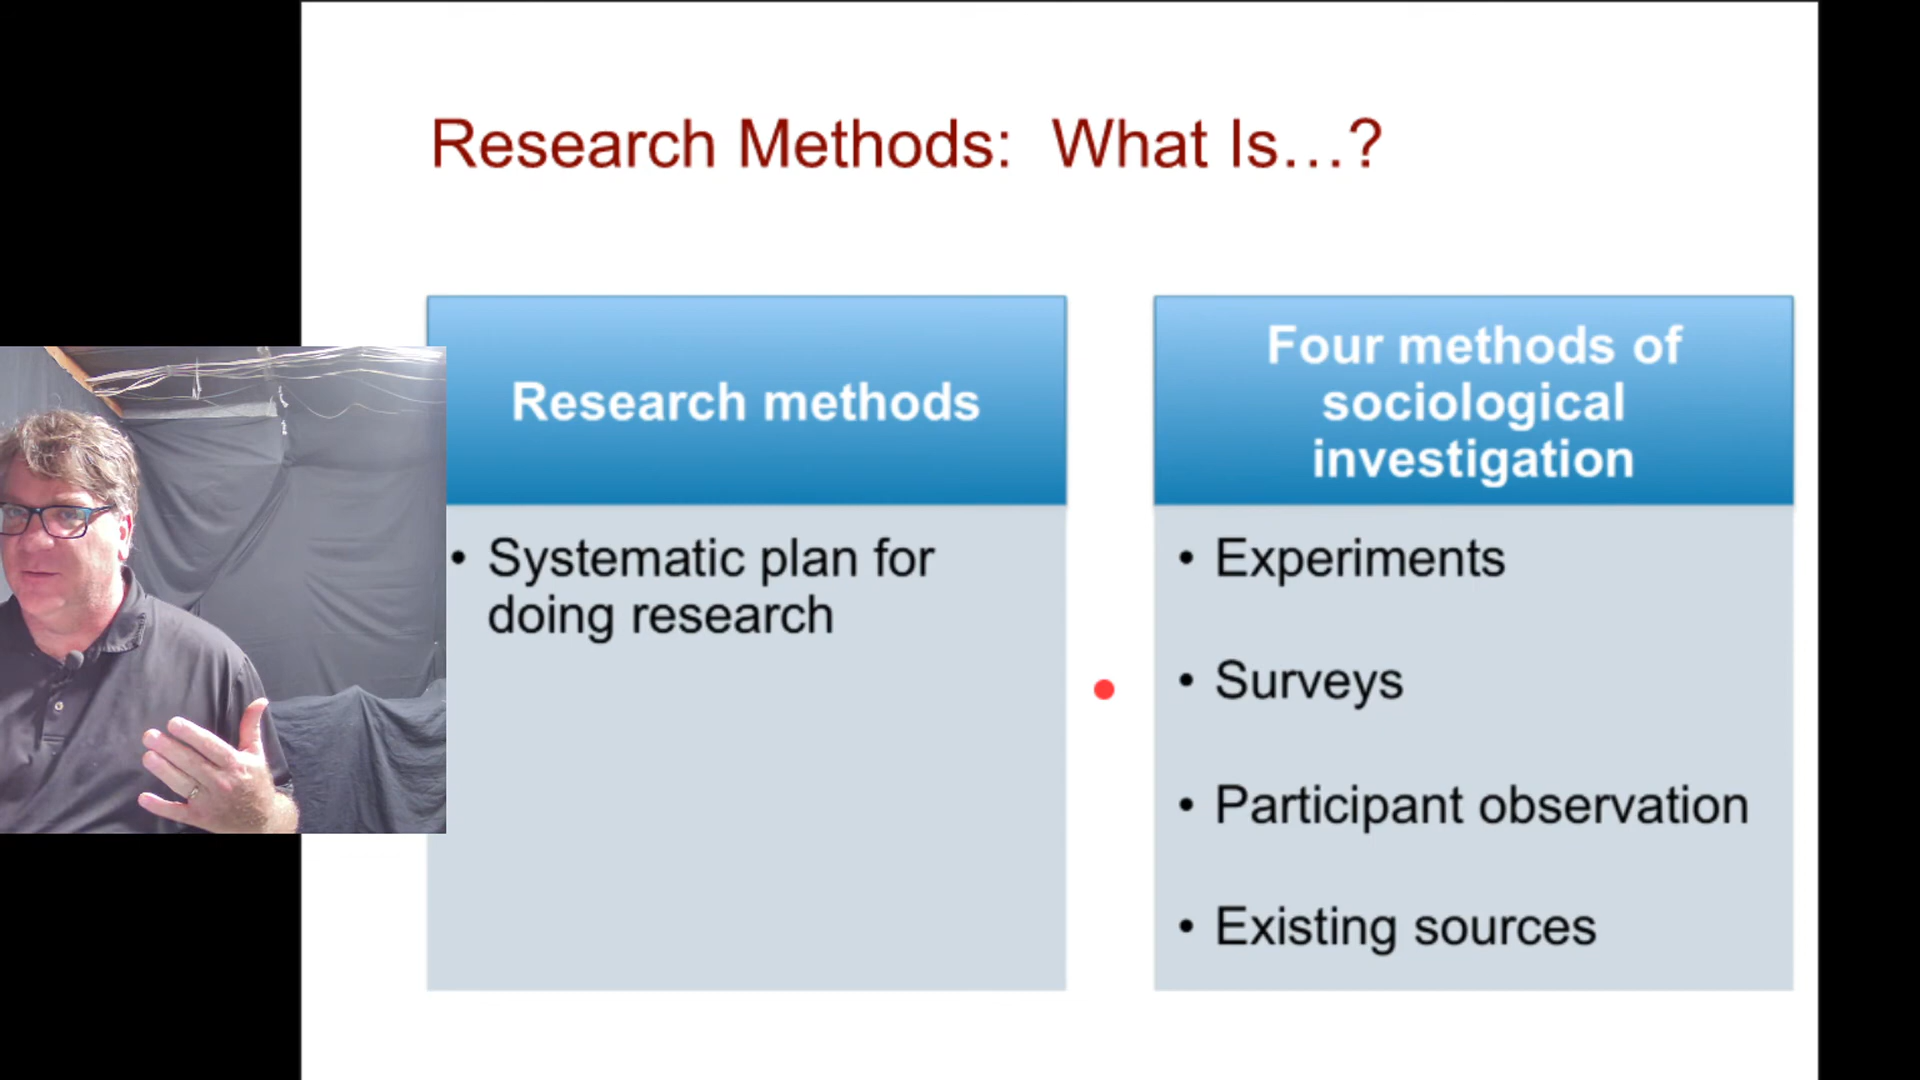 Research Methods:  What Is…?
Research methods
• Systematic plan for
doing research
Four methods of
sociological
investigation
• Experiments
• Surveys
• Participant observation
• Existing sources